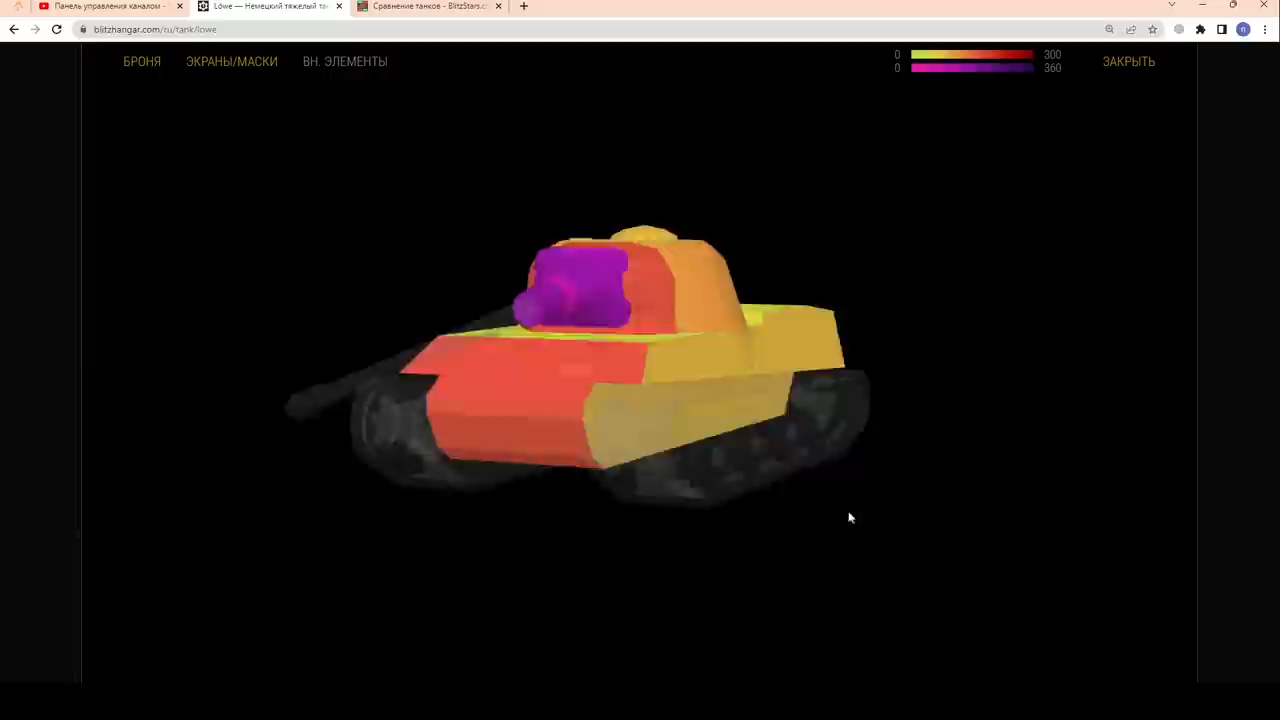 Панель управления каналом -
Löwe — Немецкий тяжелый та
Сравнение танков - BlitzStars.c
blitzhangar.com/ru/tank/lowe
п
БРОНЯ ЭКРАНЫ/МАСКИ ВН. ЭЛЕМЕНТЫ
0 300
0 360
ЗАКРЫТЬ